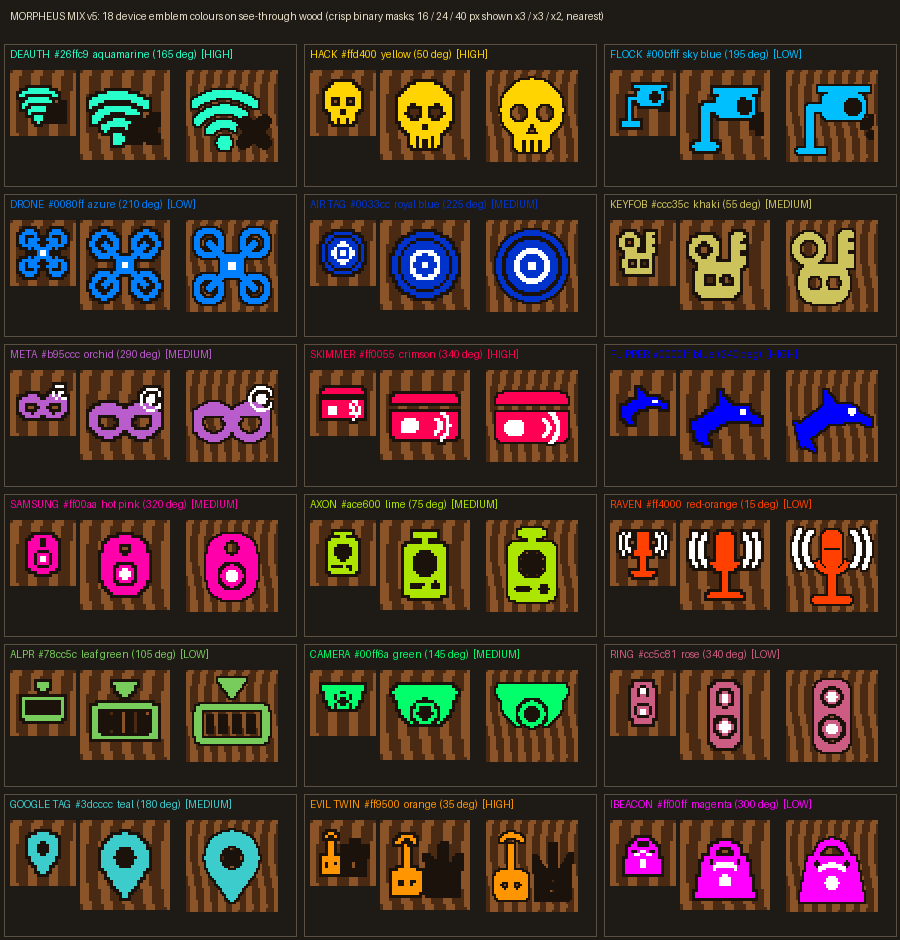 MORPHEUS MIX v5: 18 device emblem colours on see-through wood (crisp binary masks; 16 / 24 / 40 px shown x3 / x3 / x2, nearest)
DEAUTH #26ffc9 aquamarine (165 deg) [HIGH]
HACK #ffd400 yellow (50 deg) [HIGH]
FLOCK #00bfff sky blue (195 deg) [LOW]
DRONE #0080ff azure (210 deg) [LOW]
AIRTAG #0033cc royal blue (225 deg) [MEDIUM]
KEYFOB #ccc35c khaki (55 deg) [MEDIUM]
META #b95ccc orchid (290 deg) [MEDIUM]
SKIMMER #ff0055 crimson (340 deg) [HIGH]
FLIPPER #0000ff blue (240 deg) [HIGH]
SAMSUNG #ff00aa hot pink (320 deg) [MEDIUM]
AXON #ace600 lime (75 deg) [MEDIUM]
RAVEN #ff4000 red-orange (15 deg) [LOW]
ALPR #78cc5c leaf green (105 deg) [LOW]
CAMERA #00ff6a green (145 deg) [MEDIUM]
RING #cc5c81 rose (340 deg) [LOW]
GOOGLE TAG #3dcccc teal (180 deg) [MEDIUM]
EVIL TWIN #ff9500 orange (35 deg) [HIGH]
IBEACON #ff00ff magenta (300 deg) [LOW]